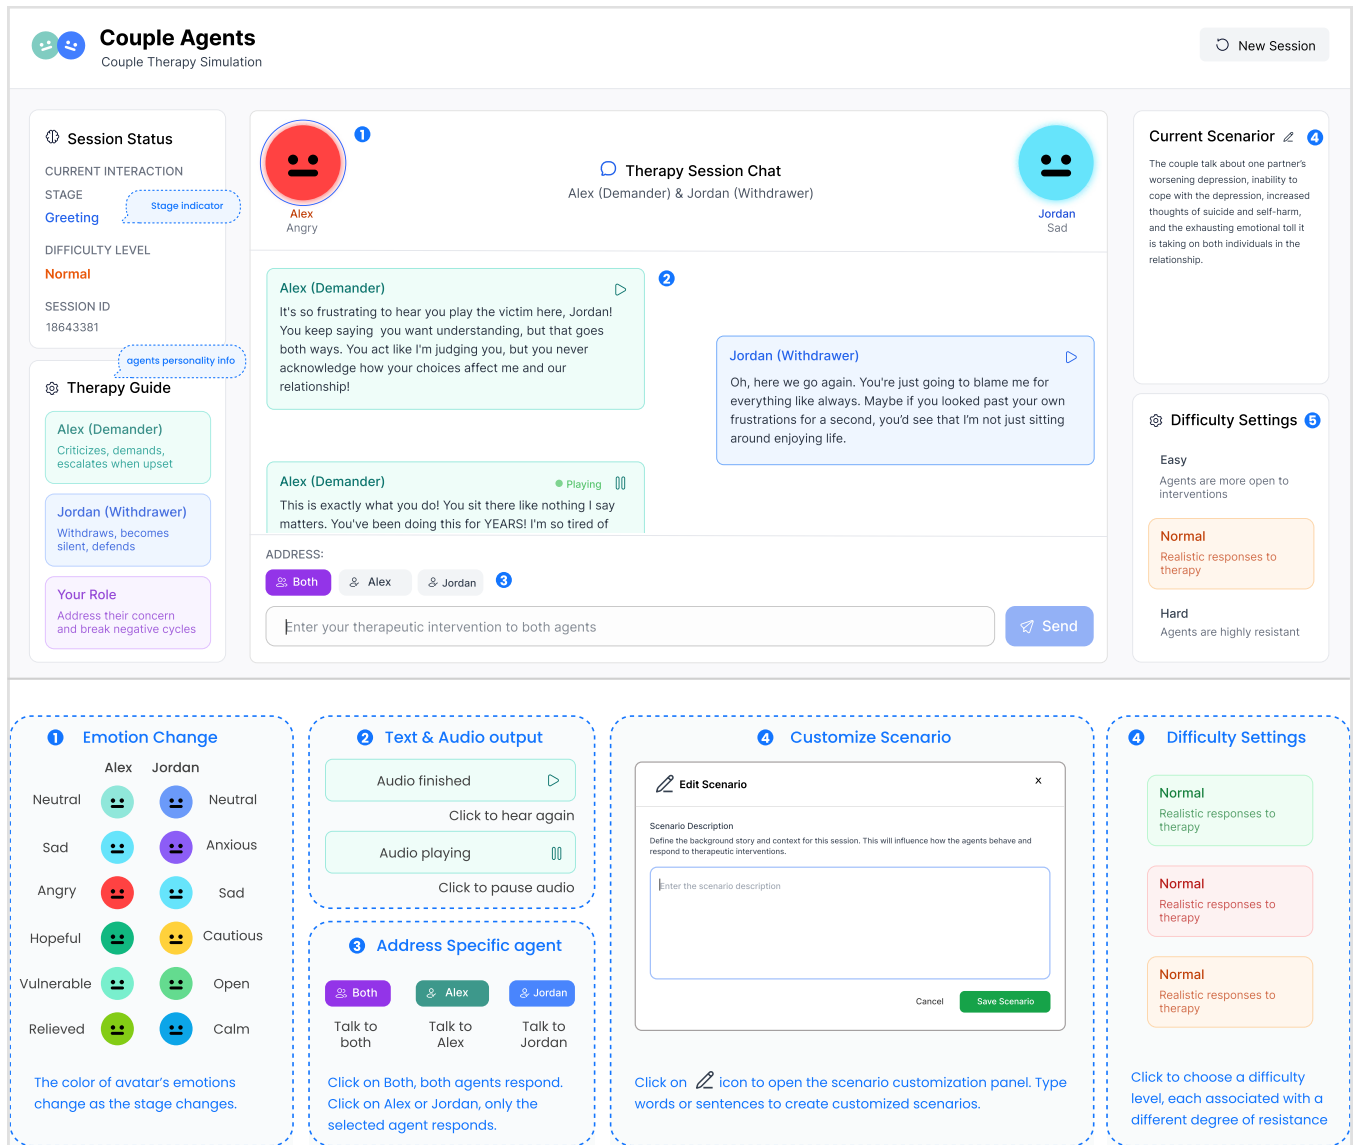 Couple Agents
Couple Therapy Simulation
New Session
Session Status
CURRENT INTERACTION
STAGE
Greeting
Stage indicator
DIFFICULTY LEVEL
Normal
SESSION ID
18643381
agents personality info
Therapy Guide
Alex (Demander)
Criticizes, demands,
escalates when upset
Jordan (Withdrawer)
Withdraws, becomes
silent, defends
Your Role
Address their concern
and break negative cycles
1
Alex
Angry
Therapy Session Chat
Alex (Demander) & Jordan (Withdrawer)
Jordan
Sad
Alex (Demander)
It's so frustrating to hear you play the victim here, Jordan!
You keep saying you want understanding, but that goes
both ways. You act like I'm judging you, but you never
acknowledge how your choices affect me and our
relationship!
2
Jordan (Withdrawer)
Oh, here we go again. You're just going to blame me for
everything like always. Maybe if you looked past your own
frustrations for a second, you'd see that I'm not just sitting
around enjoying life.
Alex (Demander)
Playing
This is exactly what you do! You sit there like nothing I say
matters. You've been doing this for YEARS! I'm so tired of
ADDRESS:
Both
Alex
Jordan
3
Enter your therapeutic intervention to both agents
Send
Current Scenarior
4
The couple talk about one partner's
worsening depression, inability to
cope with the depression, increased
thoughts of suicide and self-harm,
and the exhausting emotional toll it
is taking on both individuals in the
relationship.
Difficulty Settings
5
Easy
Agents are more open to
interventions
Normal
Realistic responses to
therapy
Hard
Agents are highly resistant
1 Emotion Change
Alex Jordan
Neutral Neutral
Sad Anxious
Angry Sad
Hopeful Cautious
Vulnerable Open
Relieved Calm
The color of avatar's emotions
change as the stage changes.
2 Text & Audio output
Audio finished
Click to hear again
Audio playing
Click to pause audio
3 Address Specific agent
Both Alex Jordan
Talk to Talk to Talk to
both Alex Jordan
Click on Both, both agents respond.
Click on Alex or Jordan, only the
selected agent responds.
4 Customize Scenario
Edit Scenario
x
Scenario Description
Define the background story and context for this session. This will influence how the agents behave and
respond to therapeutic interventions.
Enter the scenario description
Cancel
Save Scenario
Click on icon to open the scenario customization panel. Type
words or sentences to create customized scenarios.
4 Difficulty Settings
Normal
Realistic responses to
therapy
Normal
Realistic responses to
therapy
Normal
Realistic responses to
therapy
Click to choose a difficulty
level, each associated with a
different degree of resistance